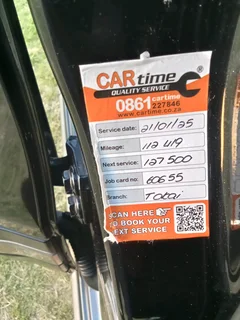 CARtime
QUALITY SERVICE
0861 cartime 227846
www.cartime.co.za
Service date: 21/01/25
Mileage: 112 419
Next service: 127 500
Job card no: 60655
Branch: Tokai
SCAN HERE
TO BOOK YOUR
NEXT SERVICE